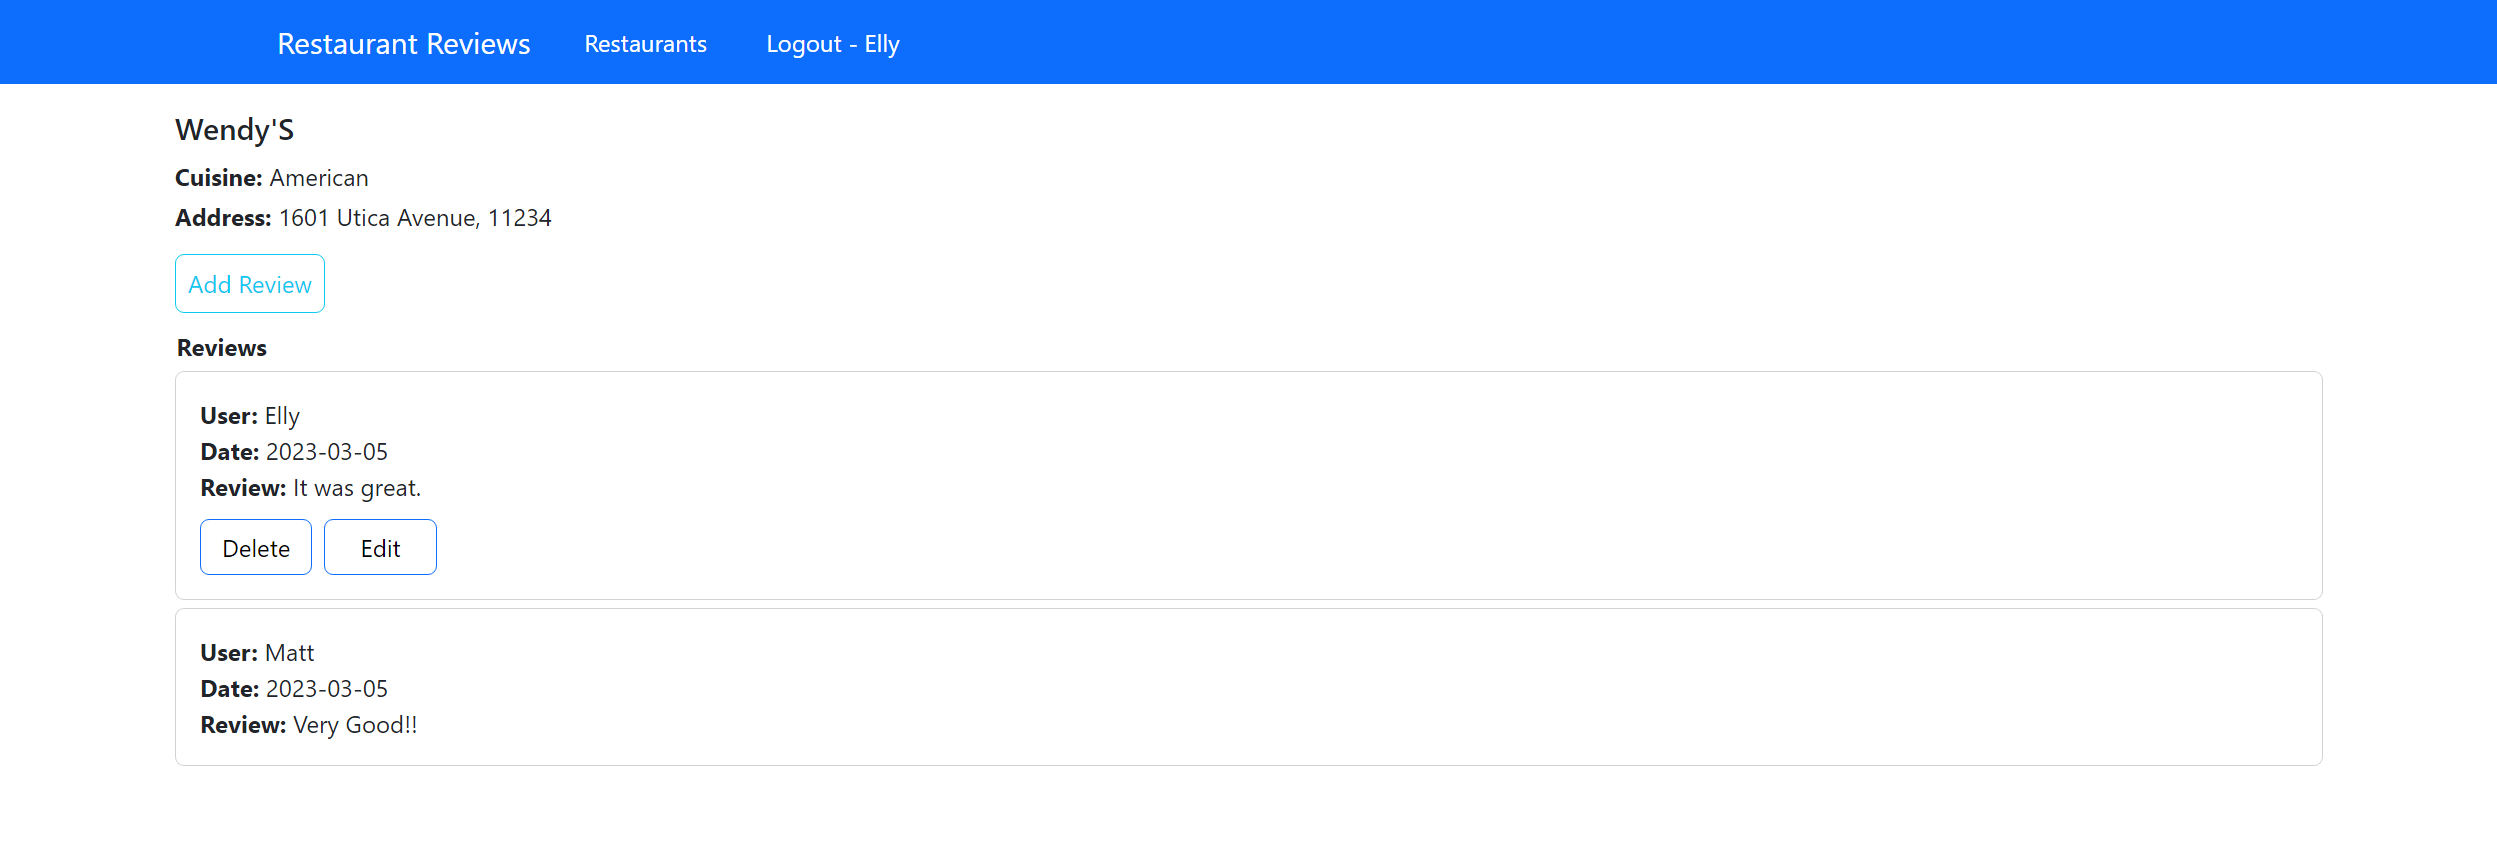 Restaurant Reviews Restaurants Logout - Elly
Wendy'S
Cuisine: American
Address: 1601 Utica Avenue, 11234
Add Review
Reviews
User: Elly
Date: 2023-03-05
Review: It was great.
Delete Edit
User: Matt
Date: 2023-03-05
Review: Very Good!!